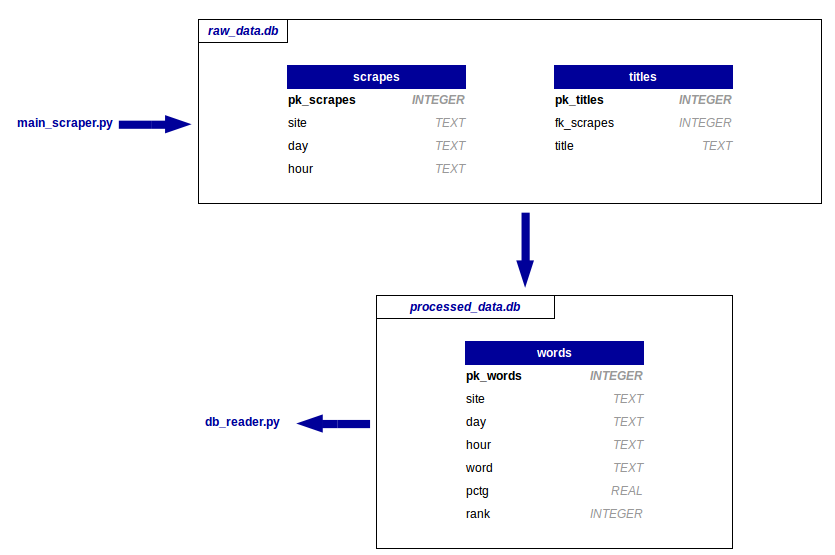 raw_data.db
scrapes titles
pk_scrapes INTEGER pk_titles INTEGER
main_scraper.py site TEXT fk_scrapes INTEGER
day TEXT title TEXT
hour TEXT
processed_data.db
words
pk_words INTEGER
site TEXT
db_reader.py day TEXT
hour TEXT
word TEXT
pctg REAL
rank INTEGER